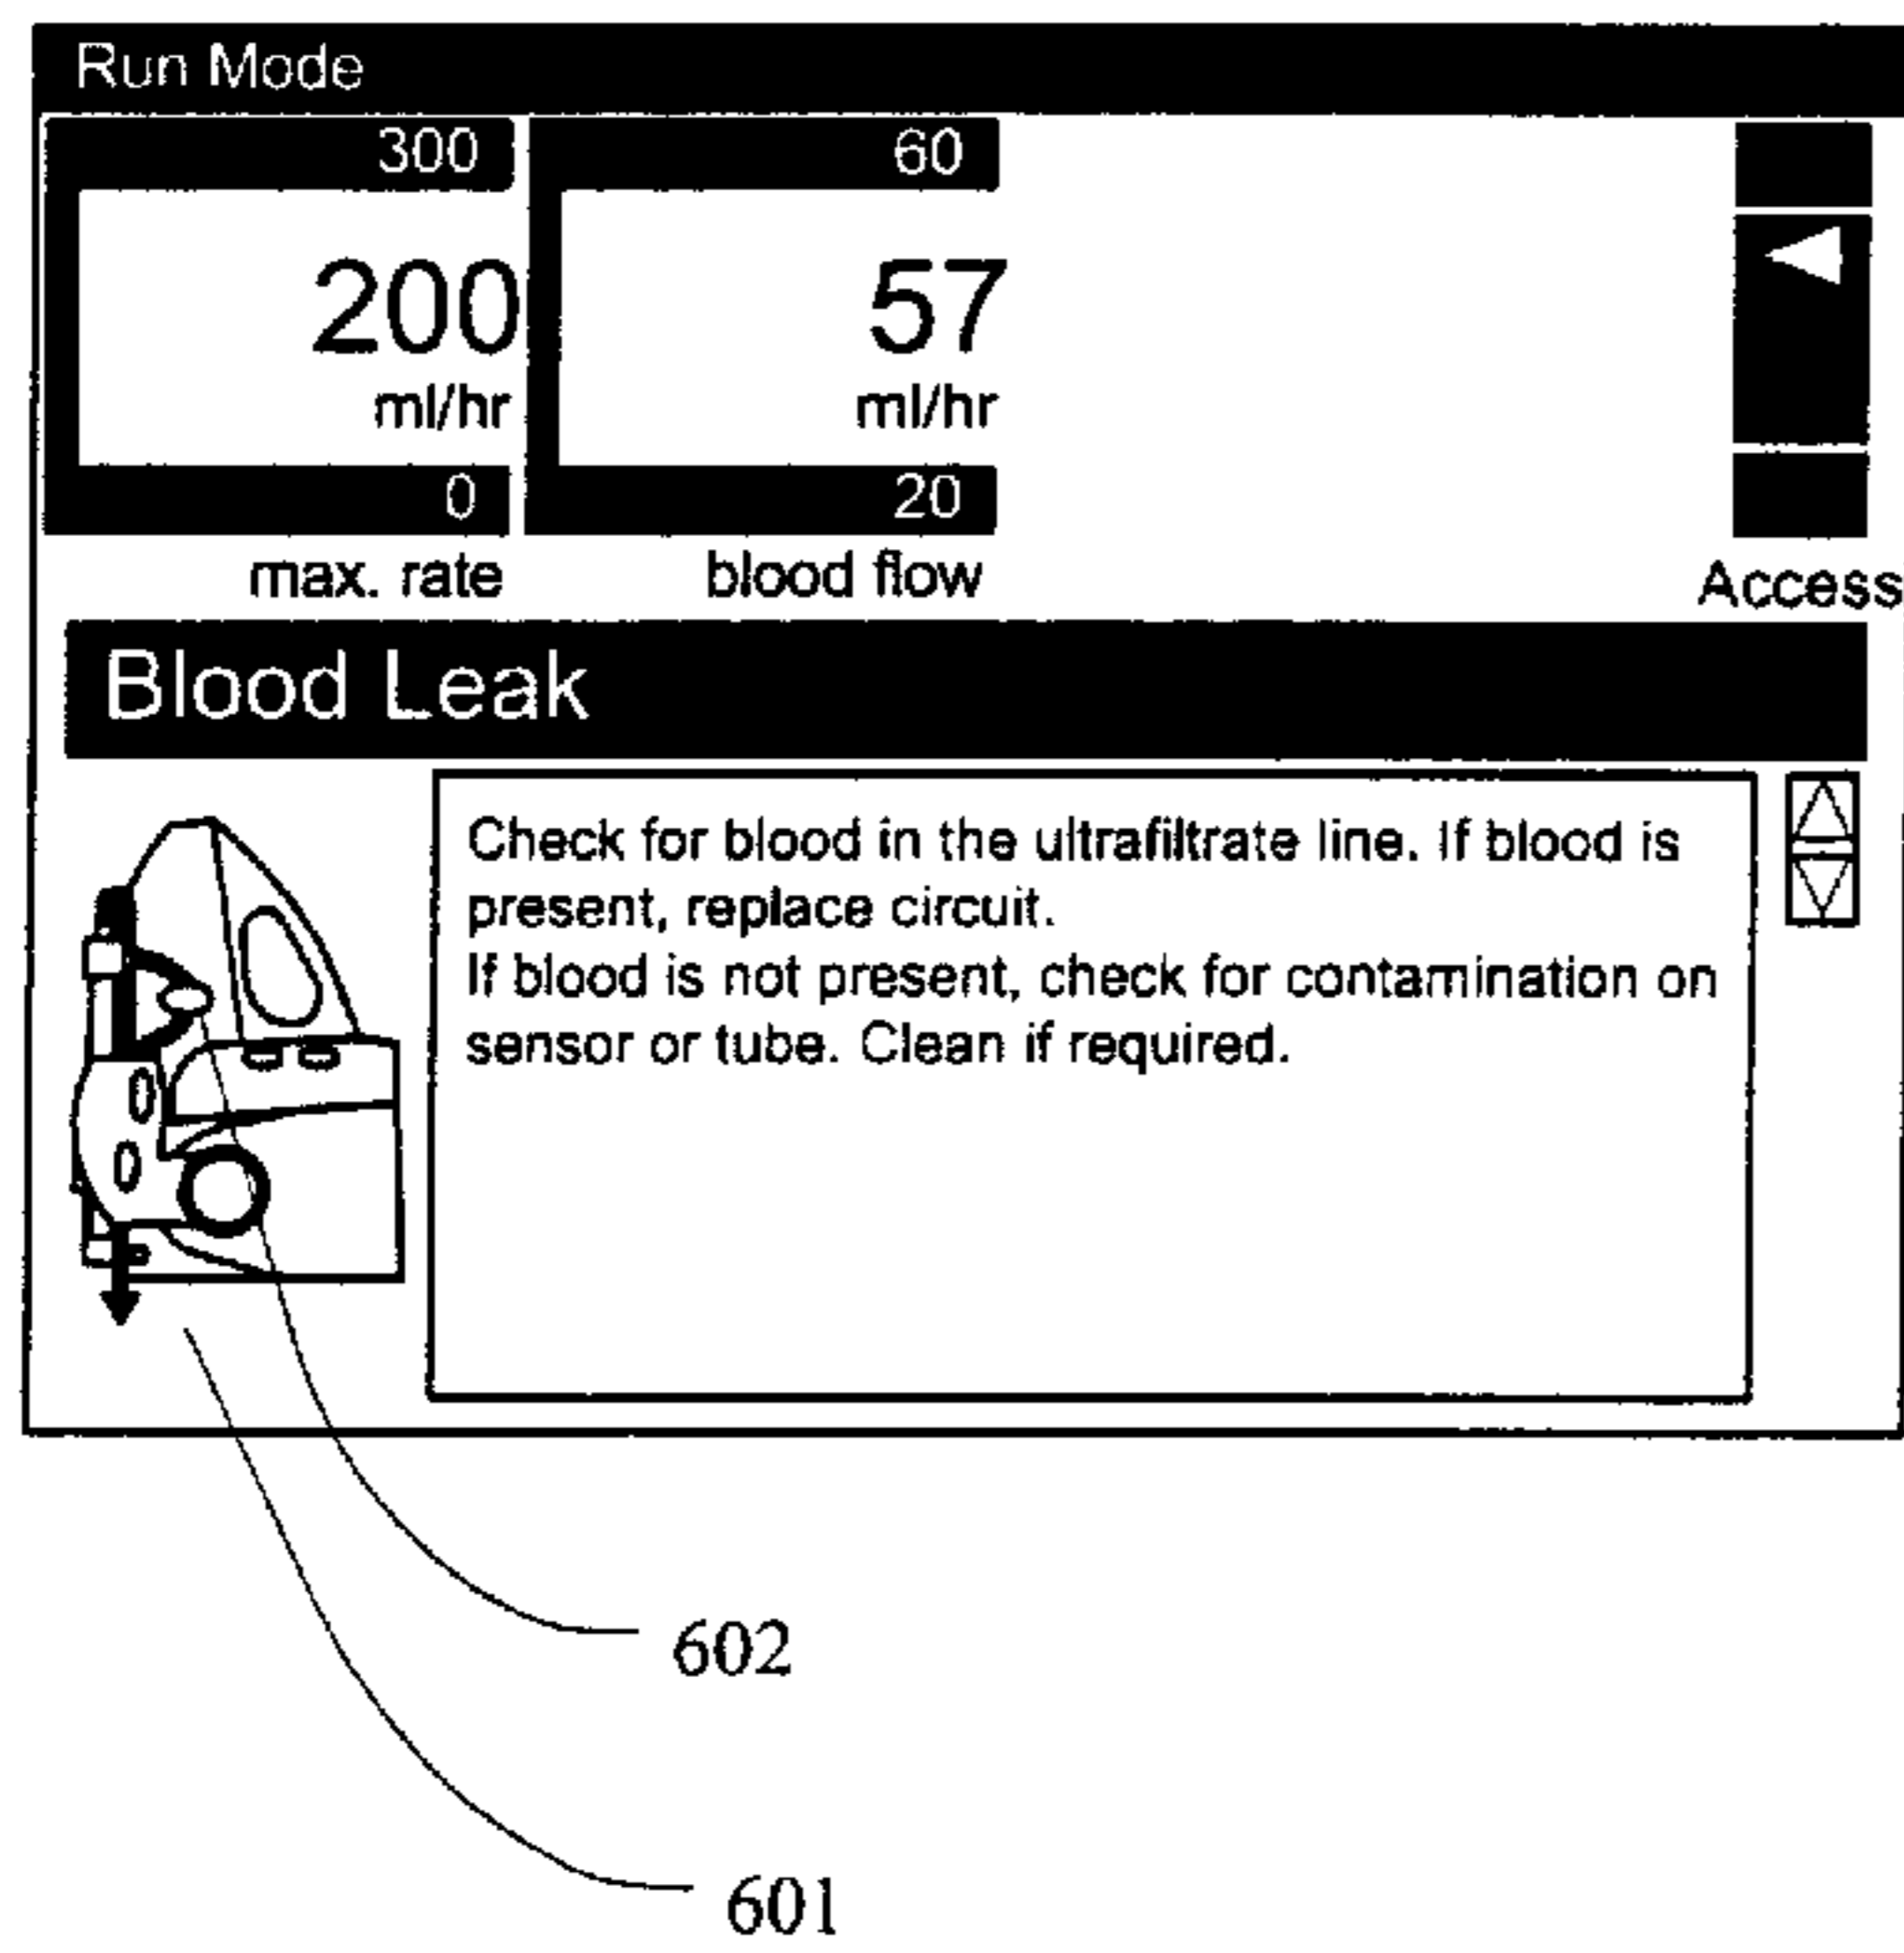 Run Mode
300
60
200
57
ml/hr
ml/hr
0
20
max. rate
blood flow
Access
Blood Leak
Check for blood in the ultrafiltrate line. If blood is
present, replace circuit.
If blood is not present, check for contamination on
sensor or tube. Clean if required.
602
601